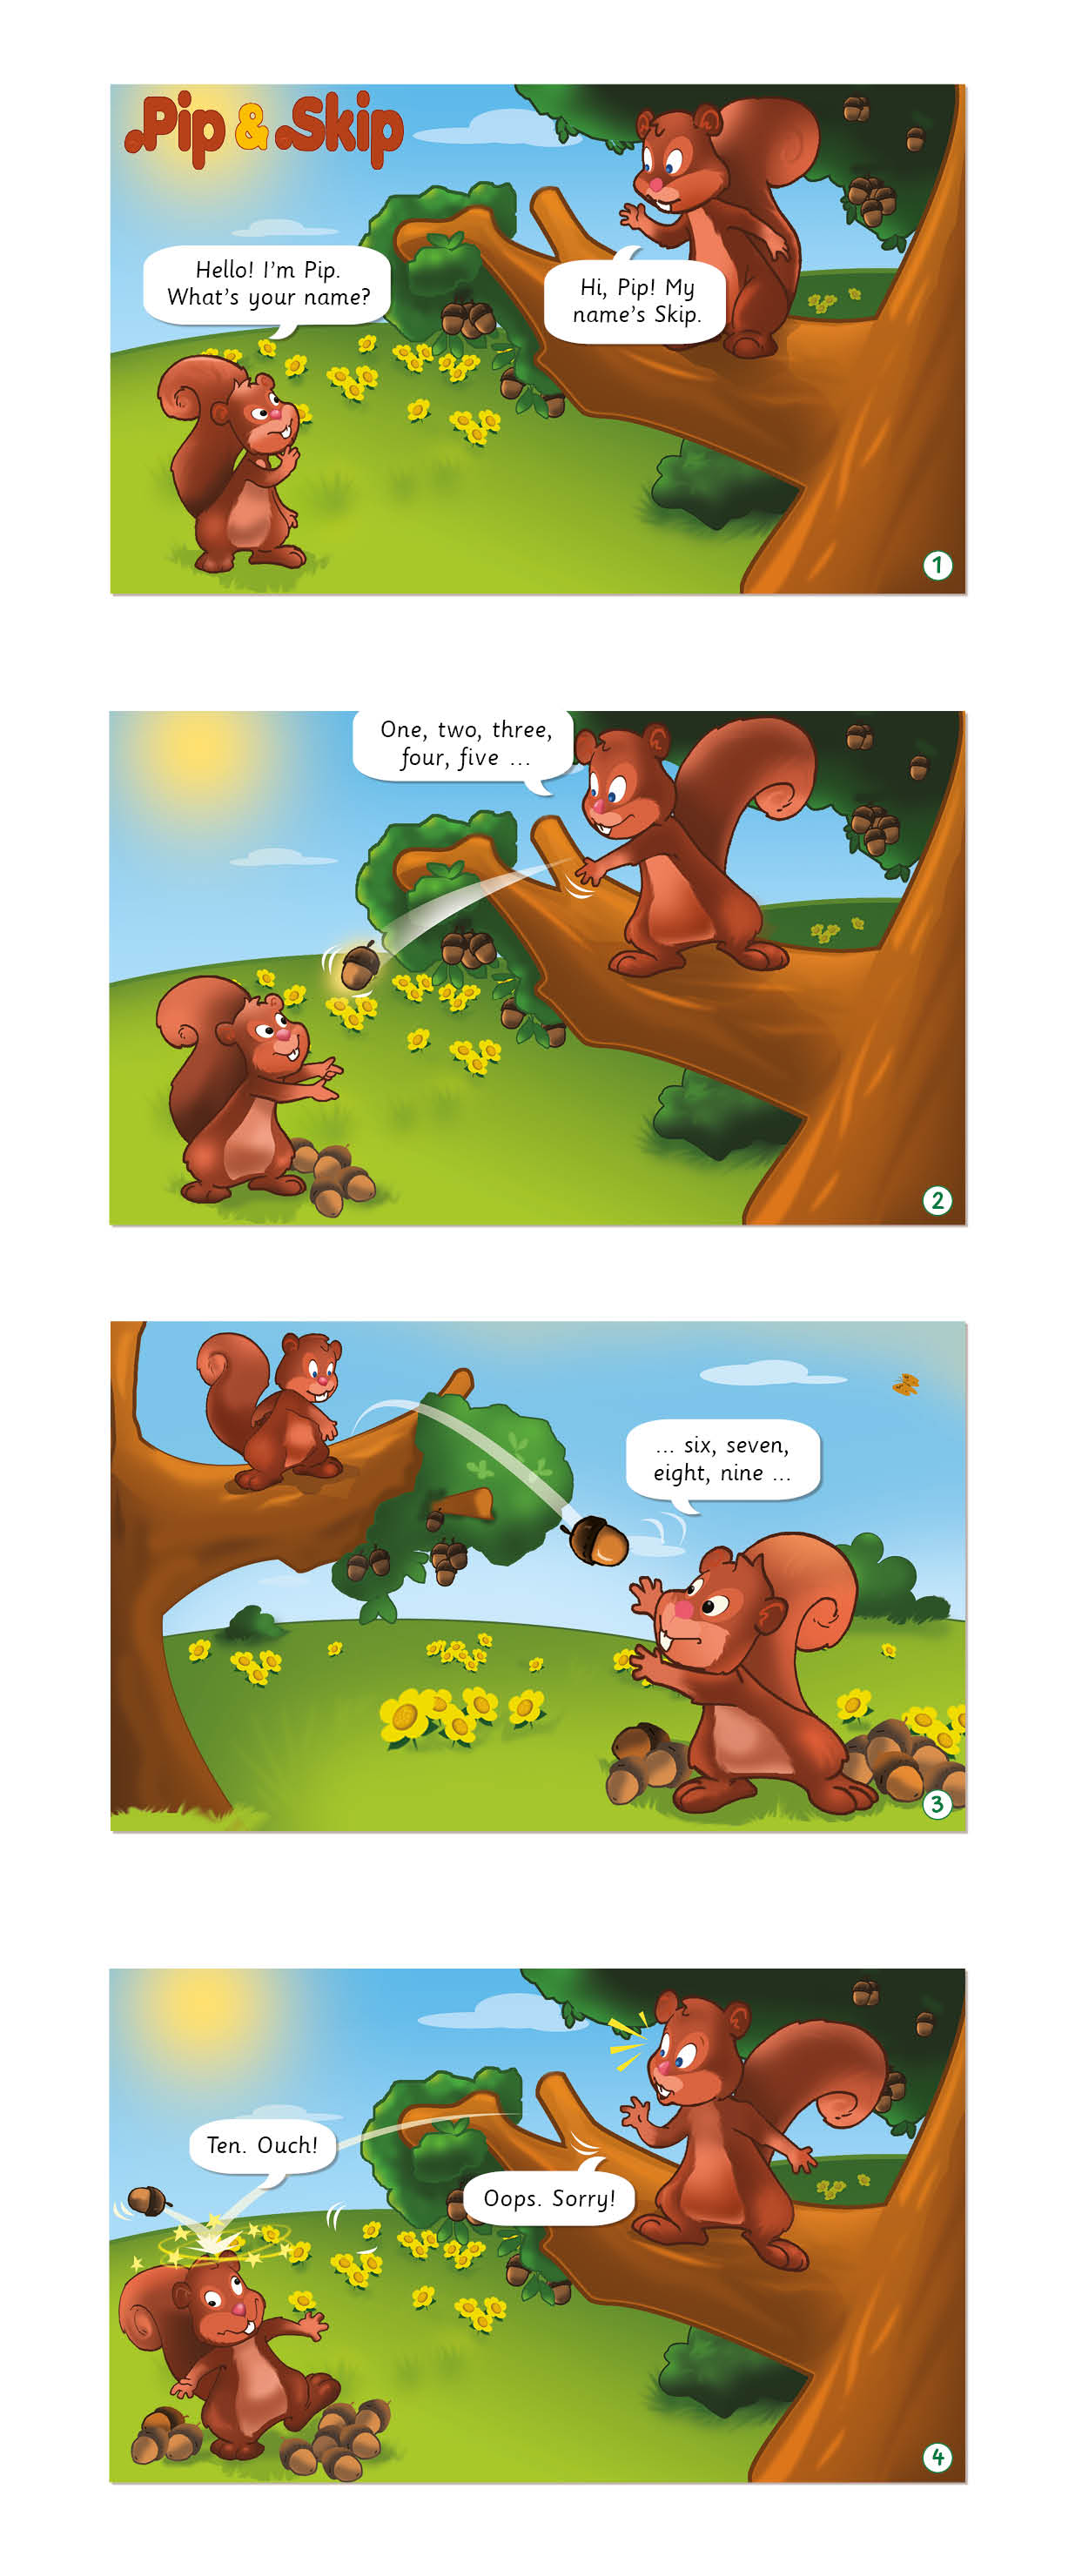 Pip & Skip
Hello! I'm Pip.
What's your name?
Hi, Pip! My
name's Skip.
1
One, two, three,
four, five ...
2
... six, seven,
eight, nine ...
3
Ten. Ouch!
Oops. Sorry!
4